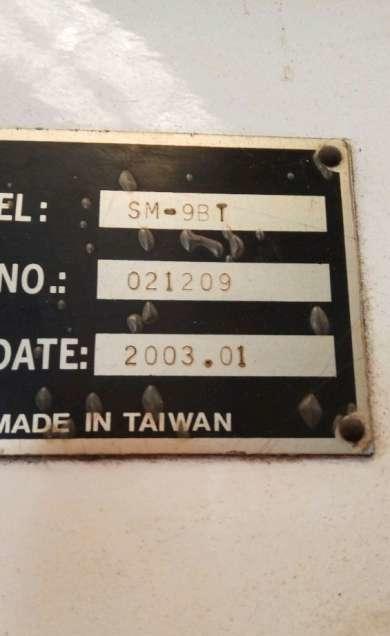 EL: SM-9BT
NO.: 021209
DATE: 2003.01
MADE IN TAIWAN